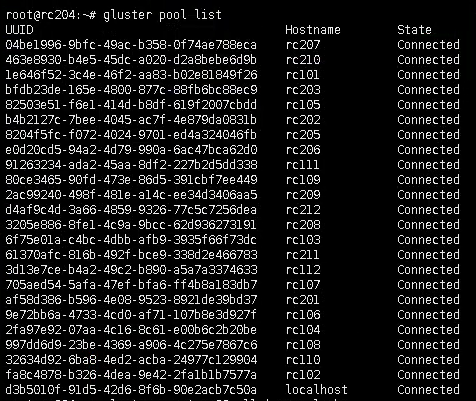 root@rc204:~# gluster pool list
UUID Hostname State
04be1996-9bfc-49ac-b358-0f74ae788eca rc207 Connected
463e8930-b4e5-45dc-a020-d2a8bebe6d9b rc210 Connected
1e646f52-3c4e-46f2-aa83-b02e81849f26 rc101 Connected
bfdb23de-165e-4800-877c-88fb6bc88ec9 rc203 Connected
82503e51-f6e1-414d-b8df-619f2007cbdd rc105 Connected
b4b2127c-7bee-4045-ac7f-4e879da0831b rc202 Connected
8204f5fc-f072-4024-9701-ed4a324046fb rc205 Connected
e0d20cd5-94a2-4d79-990a-6ac47bca62d0 rc206 Connected
91263234-ada2-45aa-8df2-227b2d5dd338 rc111 Connected
80ce3465-90fd-473e-86d5-391cbf7ee449 rc109 Connected
2ac99240-498f-481e-a14c-ee34d3406aa5 rc209 Connected
d4af9c4d-3a66-4859-9326-77c5c7256dea rc212 Connected
3205e886-8fe1-4c9a-9bcc-62d936273191 rc208 Connected
6f75e01a-c4bc-4dbb-afb9-3935f66f73dc rc103 Connected
61370afc-816b-492f-bce9-338d2e466783 rc211 Connected
3d13e7ce-b4a2-49c2-b890-a5a7a3374633 rc112 Connected
705aed54-5afa-47ef-bfa6-ff4b8a183db7 rc107 Connected
af58d386-b596-4e08-9523-8921de39bd37 rc201 Connected
9e72bb6a-4733-4cd0-af71-107b8e3d927f rc106 Connected
2fa97e92-07aa-4c16-8c61-e00b6c2b20be rc104 Connected
997dd6d9-23be-4369-a906-4c275e7867c6 rc108 Connected
32634d92-6ba8-4ed2-acba-24977c129904 rc110 Connected
fa8c4878-b326-4dea-9e42-2fa1b1b7577a rc102 Connected
d3b5010f-91d5-42d6-8f6b-90e2acb7c50a localhost Connected